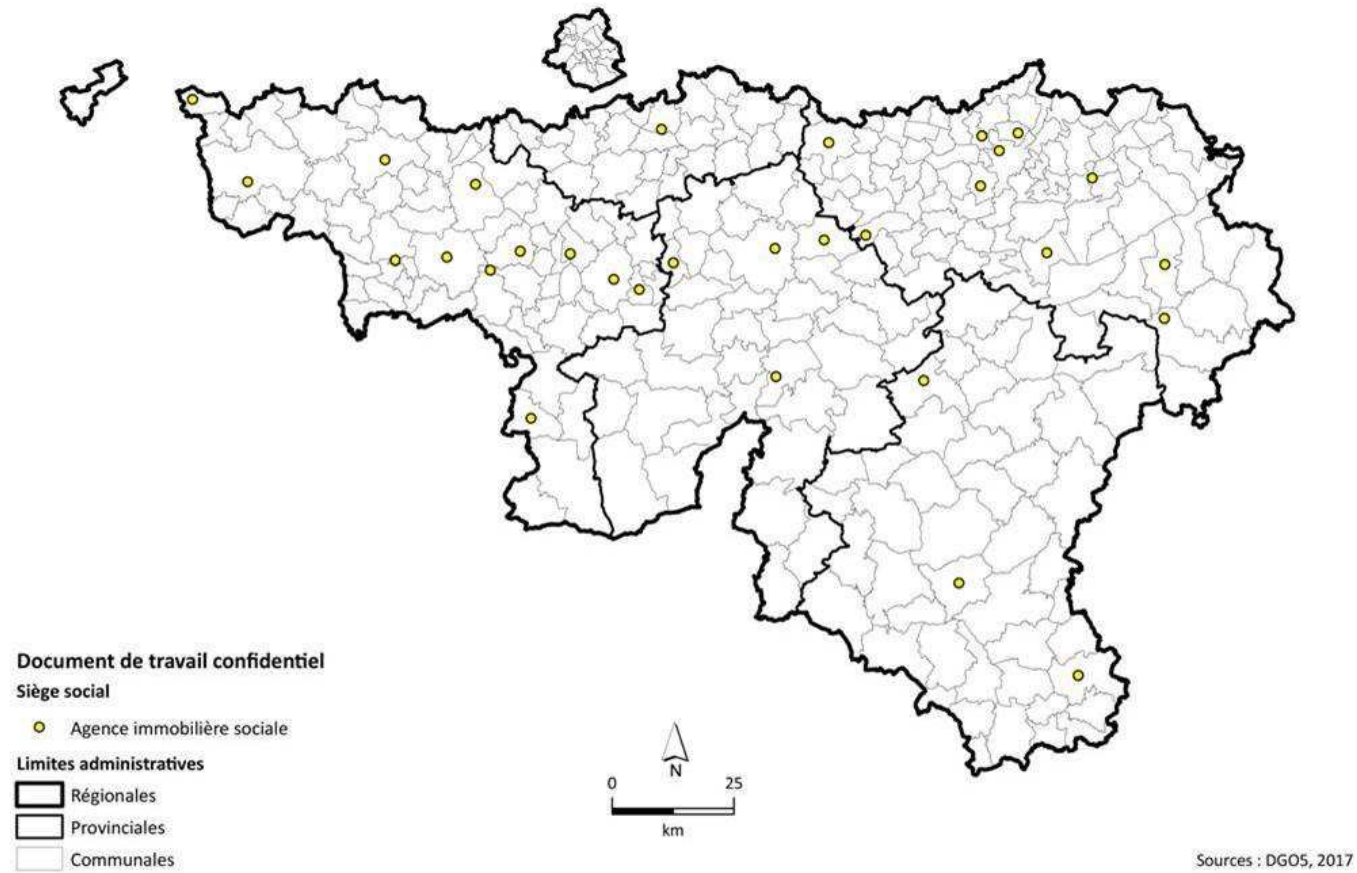 Document de travail confidentiel
Siège social
Agence immobilière sociale
Limites administratives
Régionales
Provinciales
Communales
N
0 25
km
Sources : DGO5, 2017